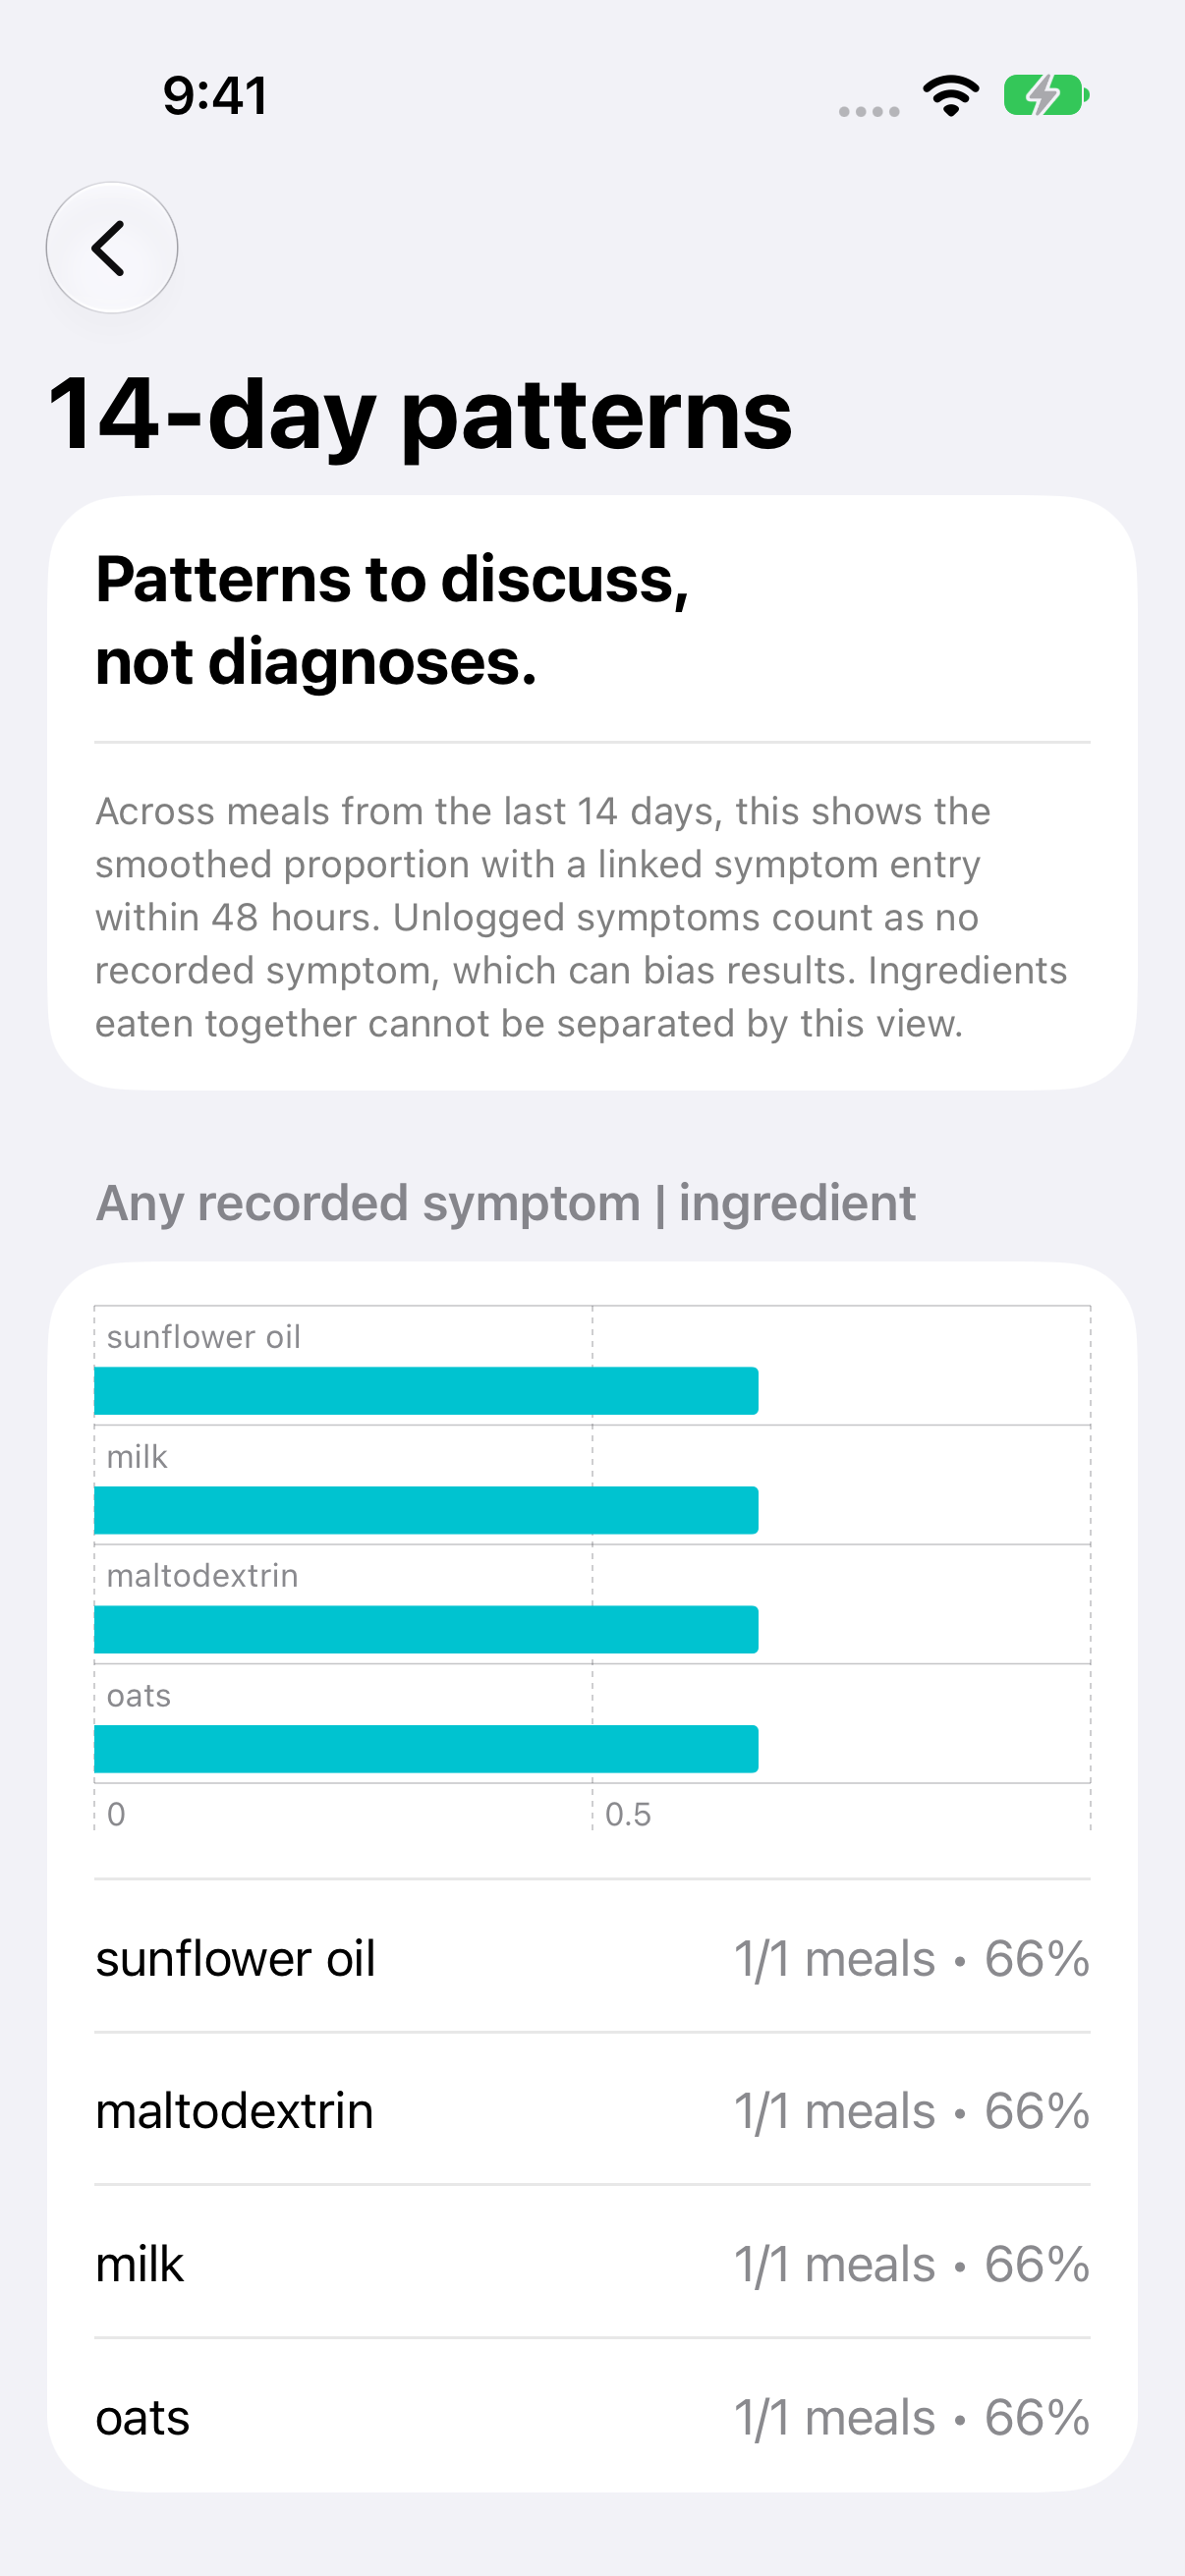 9:41
14-day patterns
Patterns to discuss,
not diagnoses.
Across meals from the last 14 days, this shows the
smoothed proportion with a linked symptom entry
within 48 hours. Unlogged symptoms count as no
recorded symptom, which can bias results. Ingredients
eaten together cannot be separated by this view.
Any recorded symptom | ingredient
sunflower oil
milk
maltodextrin
oats
0 0.5
sunflower oil 1/1 meals • 66%
maltodextrin 1/1 meals • 66%
milk 1/1 meals • 66%
oats 1/1 meals • 66%